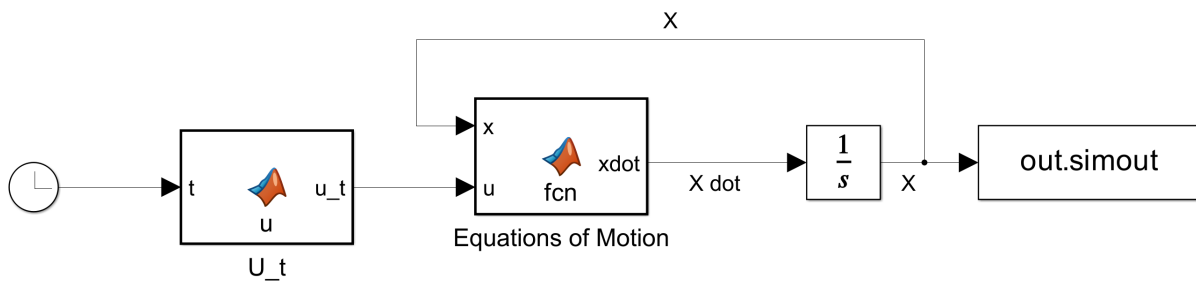 X
t
u_t
u
U_t
x
u
xdot
fcn
Equations of Motion
X dot
1
s
X
out.simout